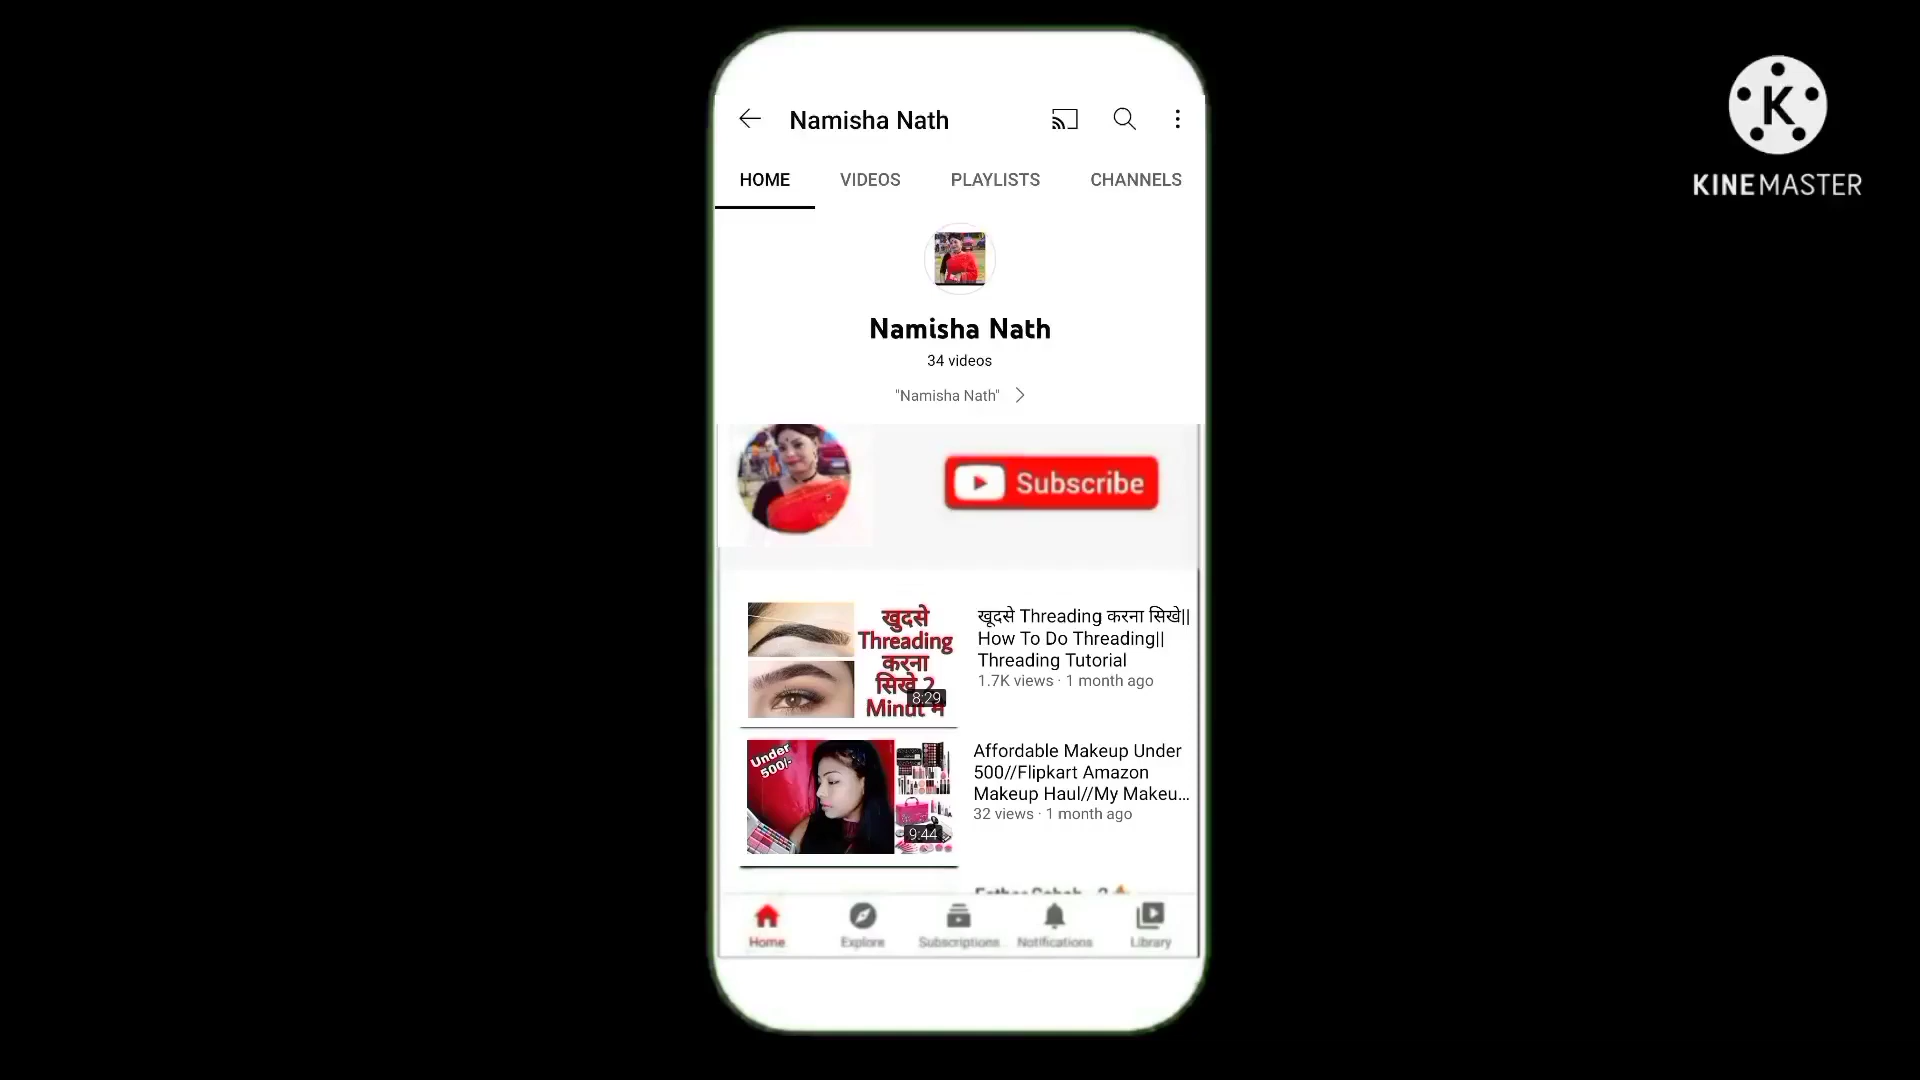 Namisha Nath
HOME VIDEOS PLAYLISTS CHANNELS
Namisha Nath
34 videos
"Namisha Nath"
Subscribe
खुदसे
Threading
करना
सिखे 2
Minut में
8:29
खूदसे Threading करना सिखे||
How To Do Threading||
Threading Tutorial
1.7K views · 1 month ago
Under
500/-
9:44
Affordable Makeup Under
500//Flipkart Amazon
Makeup Haul//My Makeu...
32 views · 1 month ago
Home Explore Subscriptions Notifications Library
KINEMASTER